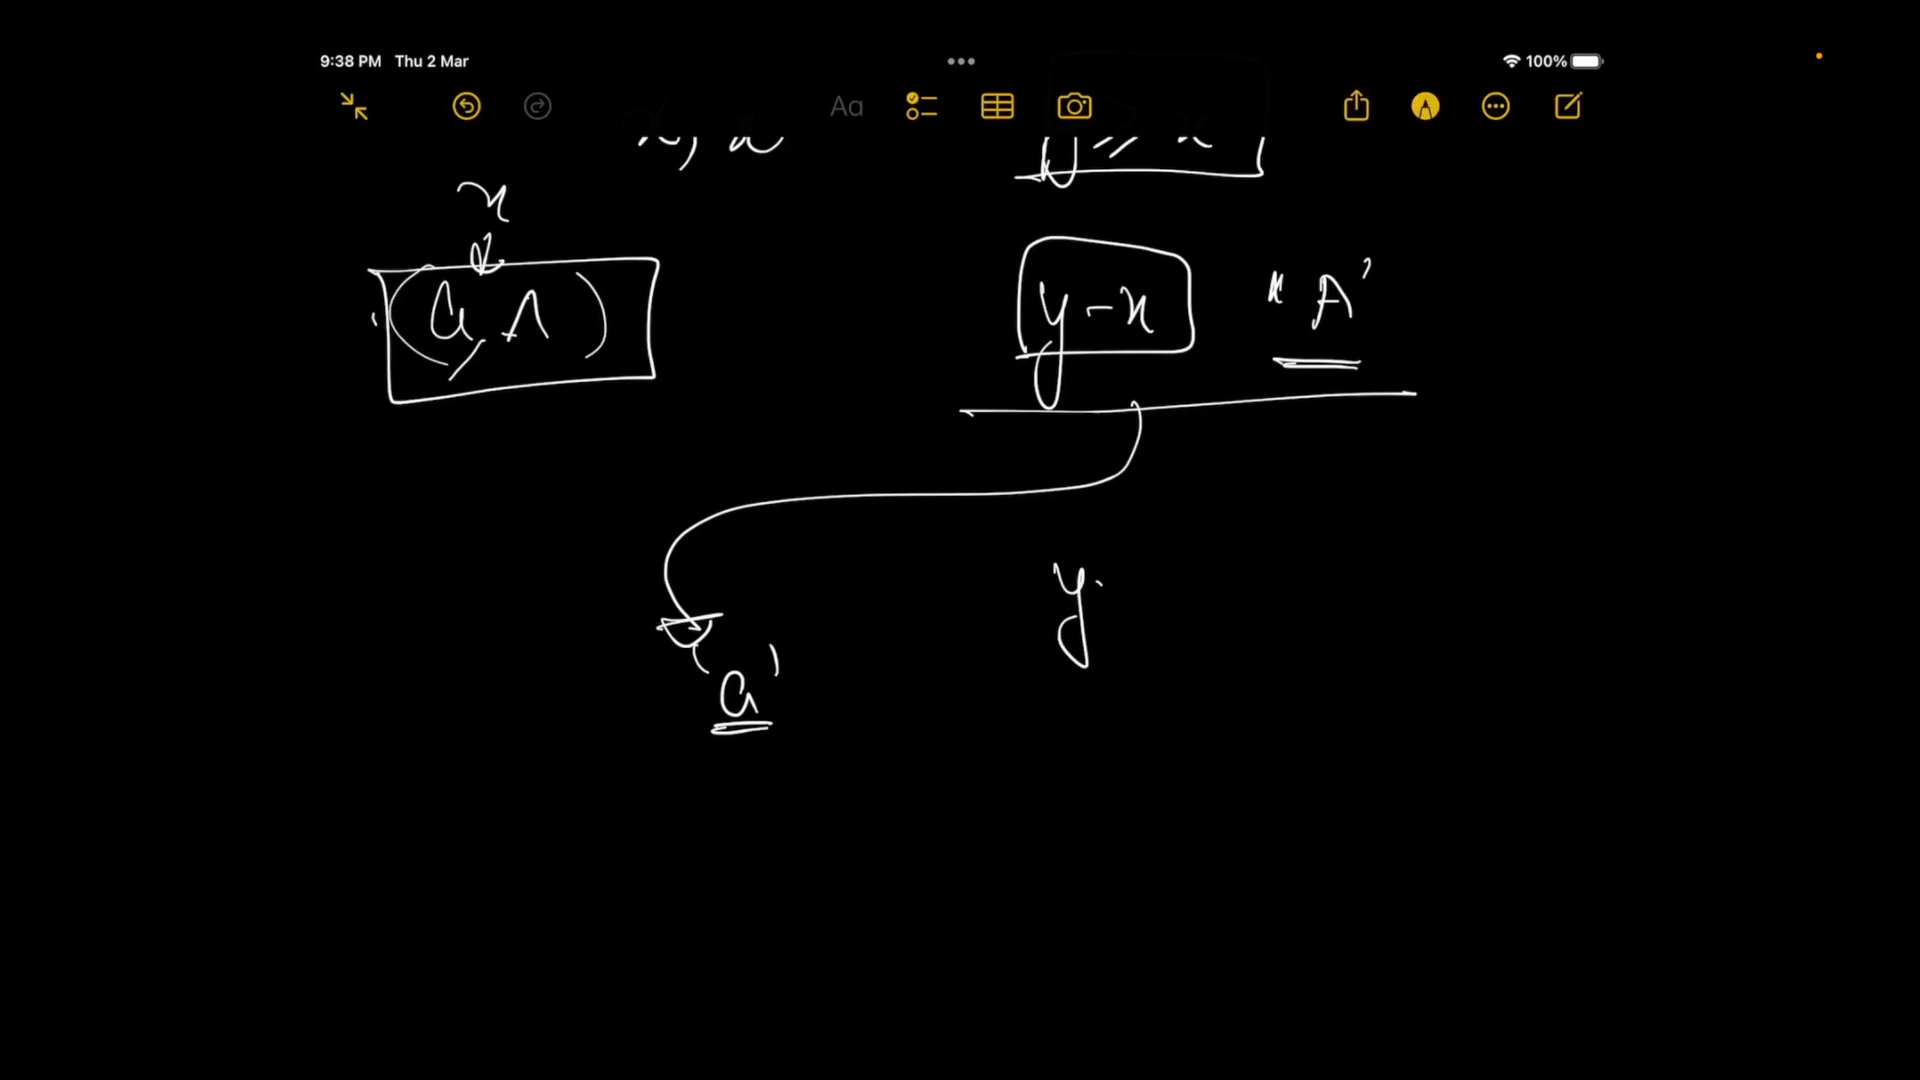 9:38 PM Thu 2 Mar
100%
Aa
x, x
y ≥ x
x
(a, A)
y-x "A'
'a'
y